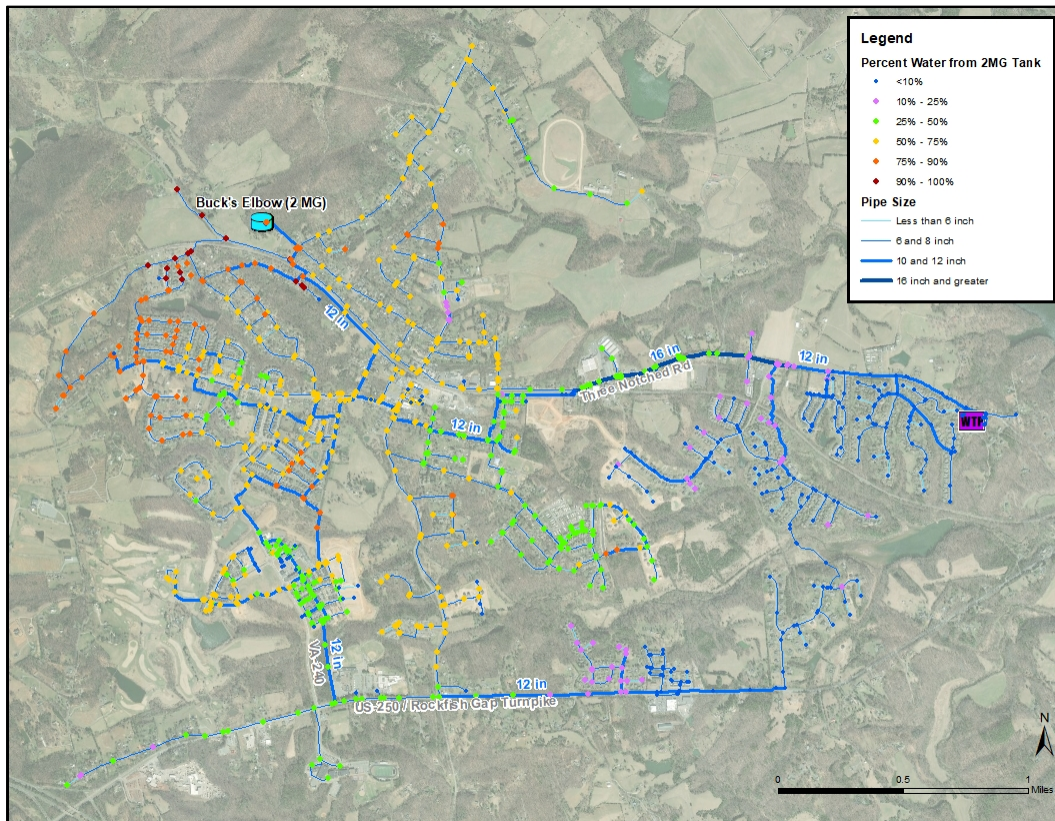 Legend
Percent Water from 2MG Tank
<10%
10% - 25%
25% - 50%
50% - 75%
75% - 90%
90% - 100%
Pipe Size
Less than 6 inch
6 and 8 inch
10 and 12 inch
16 inch and greater
Buck's Elbow (2 MG)
12 in
16 in
12 in
Three Notched Rd
WTP
12 in
VA-240
12 in
12 in
US-250 / Rockfish Gap Turnpike
N
0 0.5 1
Miles